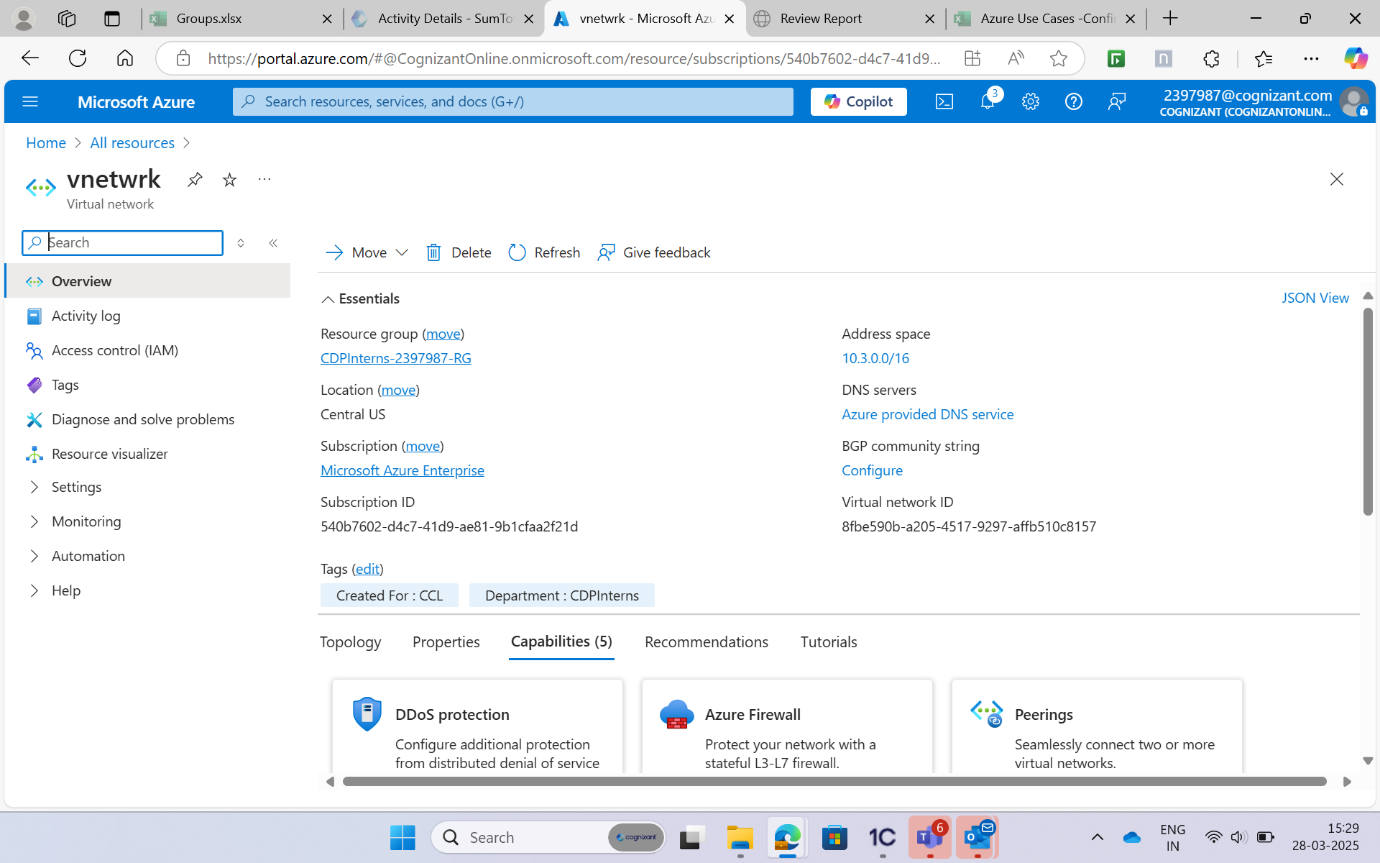 Groups.xlsx
Activity Details - SumTo
vnetwrk - Microsoft Azu
Review Report
Azure Use Cases -Confi
https://portal.azure.com/#@CognizantOnline.onmicrosoft.com/resource/subscriptions/540b7602-d4c7-41d9...
Microsoft Azure
Search resources, services, and docs (G+/)
Copilot
3
2397987@cognizant.com
COGNIZANT (COGNIZANTONLIN...
Home > All resources >
vnetwrk
Virtual network
Search
Move
Delete
Refresh
Give feedback
Overview
Activity log
Access control (IAM)
Tags
Diagnose and solve problems
Resource visualizer
Settings
Monitoring
Automation
Help
Essentials
JSON View
Resource group (move)
CDPInterns-2397987-RG
Location (move)
Central US
Subscription (move)
Microsoft Azure Enterprise
Subscription ID
540b7602-d4c7-41d9-ae81-9b1cfaa2f21d
Address space
10.3.0.0/16
DNS servers
Azure provided DNS service
BGP community string
Configure
Virtual network ID
8fbe590b-a205-4517-9297-affb510c8157
Tags (edit)
Created For : CCL
Department : CDPInterns
Topology
Properties
Capabilities (5)
Recommendations
Tutorials
DDoS protection
Configure additional protection
from distributed denial of service
Azure Firewall
Protect your network with a
stateful L3-L7 firewall.
Peerings
Seamlessly connect two or more
virtual networks.
Search
cognizant
1C
6
ENG
IN
15:29
28-03-2025